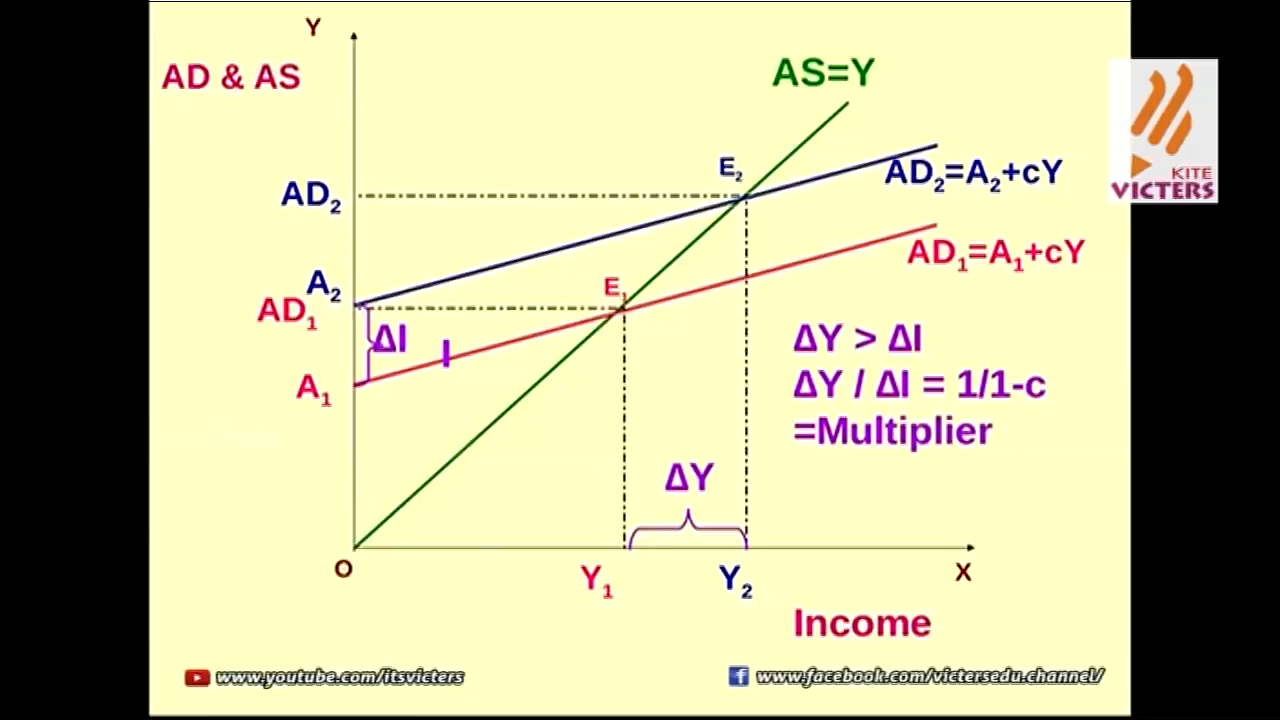 Y
AD & AS
AS=Y
KITE
VICTERS
E₂
AD₂=A₂+cY
AD₂
AD₁=A₁+cY
A₂
E₁
AD₁
ΔI
I
ΔY > ΔI
A₁
ΔY / ΔI = 1/1-c
=Multiplier
ΔY
O
Y₁
Y₂
X
Income
www.youtube.com/itsvicters
www.facebook.com/victersedu.channel/